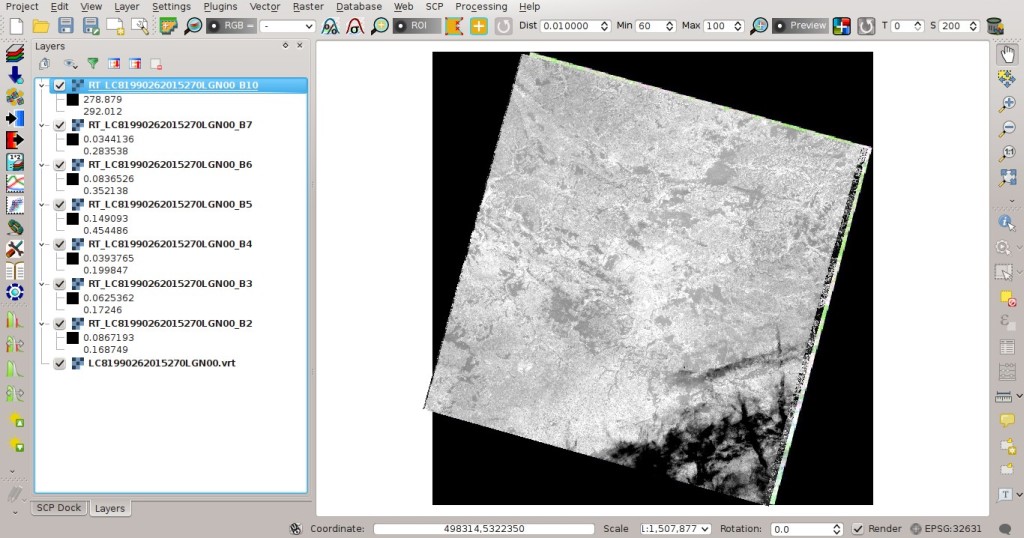 Project Edit View Layer Settings Plugins Vector Raster Database Web SCP Processing Help
RGB = - ROI Dist 0.010000 Min 60 Max 100 Preview T 0 S 200
Layers
RT_LC81990262015270LGN00_B10
278.879
292.012
RT_LC81990262015270LGN00_B7
0.0344136
0.283538
RT_LC81990262015270LGN00_B6
0.0836526
0.352138
RT_LC81990262015270LGN00_B5
0.149093
0.454486
RT_LC81990262015270LGN00_B4
0.0393765
0.199847
RT_LC81990262015270LGN00_B3
0.0625362
0.17246
RT_LC81990262015270LGN00_B2
0.0867193
0.168749
LC81990262015270LGN00.vrt
SCP Dock Layers
Coordinate: 498314,5322350 Scale 1:1,507,877 Rotation: 0.0 Render EPSG:32631